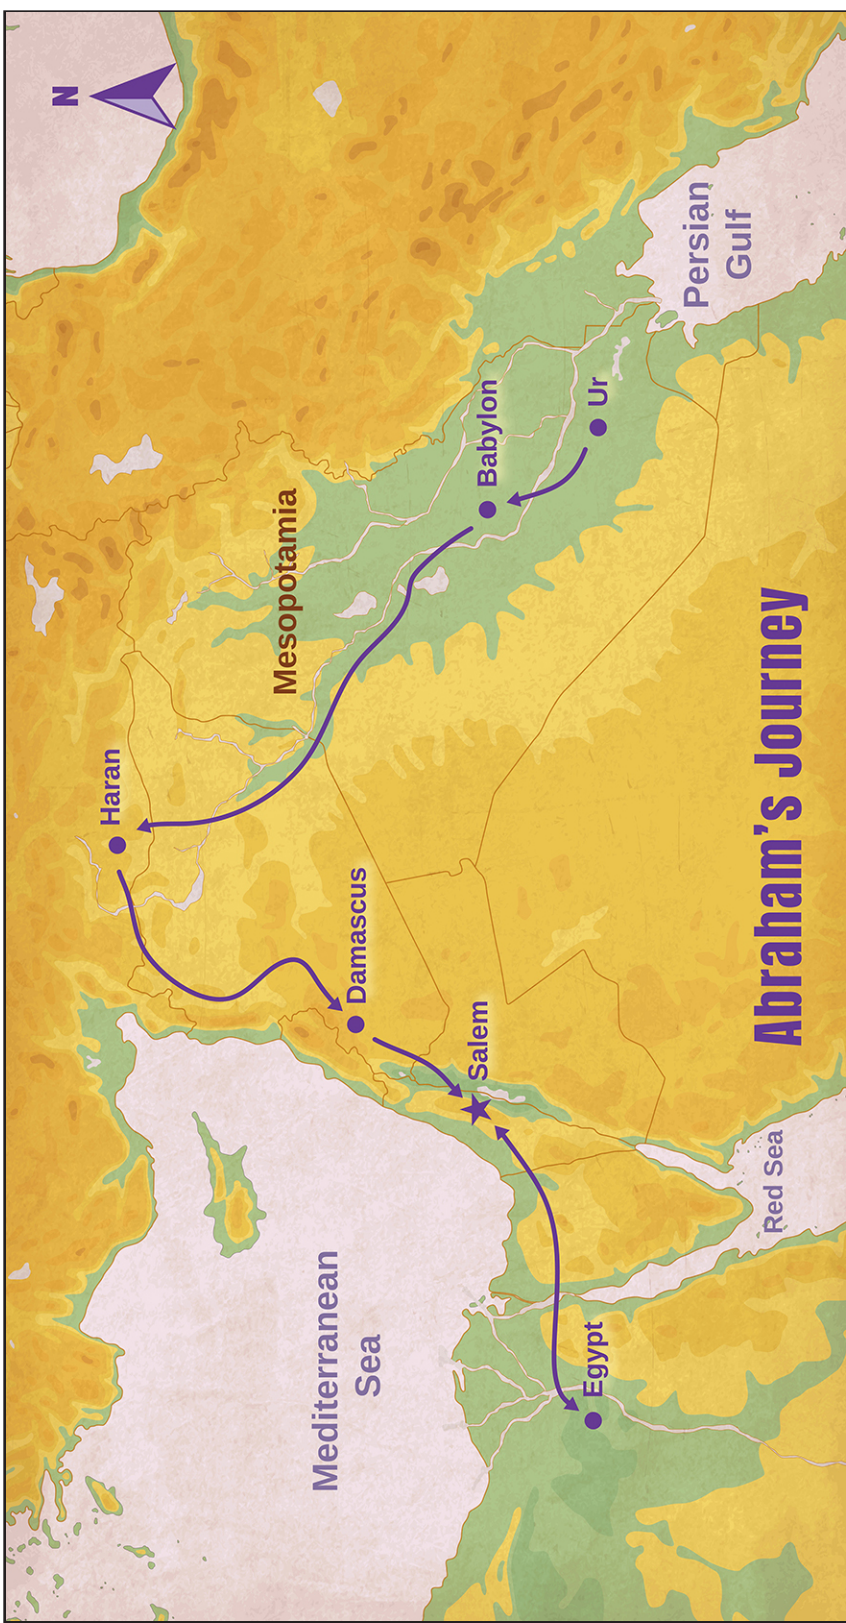 N
Haran
Mesopotamia
Babylon
Ur
Persian
Gulf
Damascus
Salem
Mediterranean
Sea
Egypt
Red Sea
Abraham’s Journey